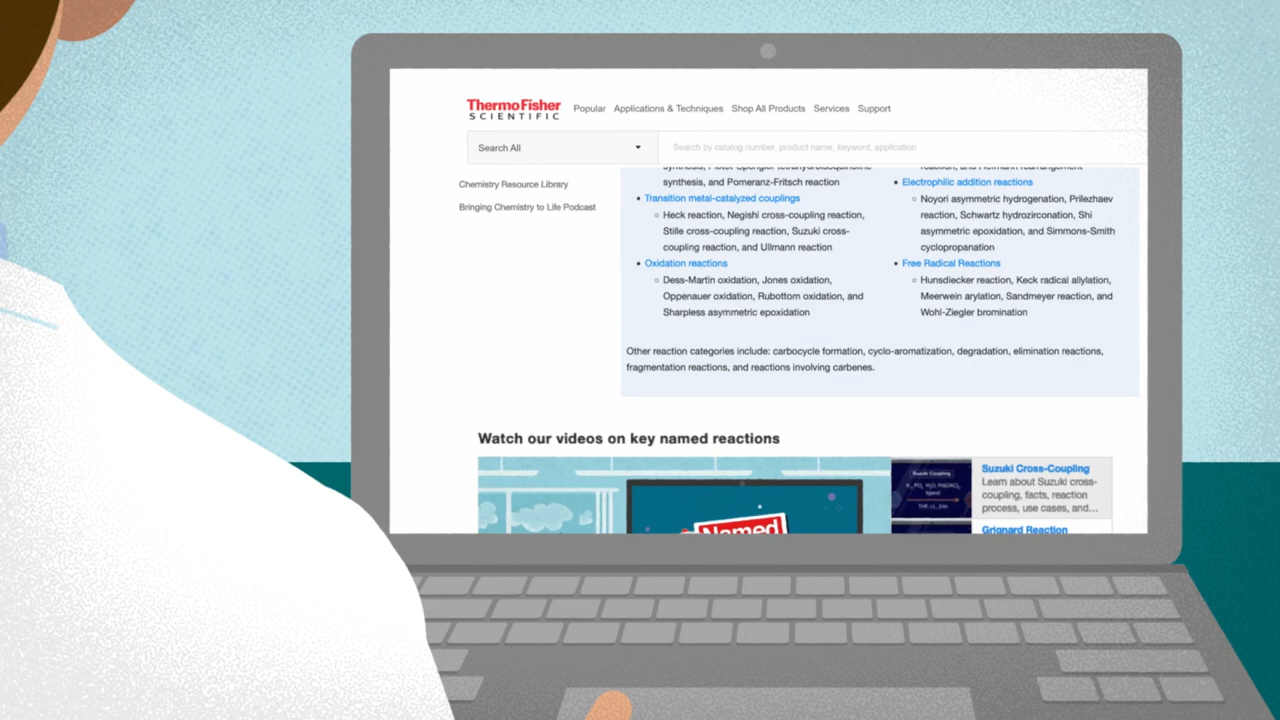 ThermoFisher
SCIENTIFIC
Popular Applications & Techniques Shop All Products Services Support
Search All
Search by catalog number, product name, keyword, application
Chemistry Resource Library
Bringing Chemistry to Life Podcast
synthesis, and Pomeranz-Fritsch reaction
• Transition metal-catalyzed couplings
Heck reaction, Negishi cross-coupling reaction,
Stille cross-coupling reaction, Suzuki cross-
coupling reaction, and Ullmann reaction
• Oxidation reactions
Dess-Martin oxidation, Jones oxidation,
Oppenauer oxidation, Rubottom oxidation, and
Sharpless asymmetric epoxidation
reaction, and Hofmann rearrangement
• Electrophilic addition reactions
Noyori asymmetric hydrogenation, Prilezhaev
reaction, Schwartz hydrozirconation, Shi
asymmetric epoxidation, and Simmons-Smith
cyclopropanation
• Free Radical Reactions
Hunsdiecker reaction, Keck radical allylation,
Meerwein arylation, Sandmeyer reaction, and
Wohl-Ziegler bromination
Other reaction categories include: carbocycle formation, cyclo-aromatization, degradation, elimination reactions,
fragmentation reactions, and reactions involving carbenes.
Watch our videos on key named reactions
Named
Suzuki Coupling
Suzuki Cross-Coupling
Learn about Suzuki cross-
coupling, facts, reaction
process, use cases, and...
Grignard Reaction